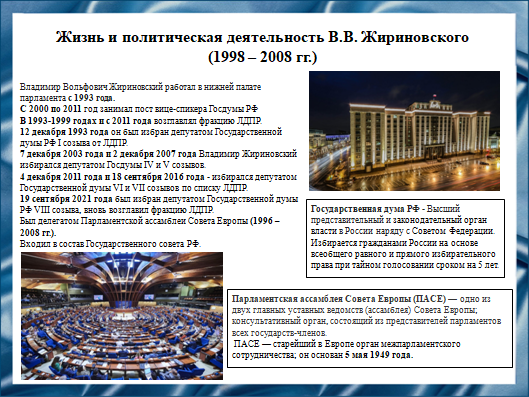 Жизнь и политическая деятельность В.В. Жириновского
(1998 – 2008 гг.)
Владимир Вольфович Жириновский работал в нижней палате
парламента с 1993 года.
С 2000 по 2011 год занимал пост вице-спикера Госдумы РФ
В 1993-1999 годах и с 2011 года возглавлял фракцию ЛДПР.
12 декабря 1993 года он был избран депутатом Государственной
думы РФ I созыва от ЛДПР.
7 декабря 2003 года и 2 декабря 2007 года Владимир Жириновский
избирался депутатом Госдумы IV и V созывов.
4 декабря 2011 года и 18 сентября 2016 года - избирался депутатом
Государственной думы VI и VII созывов по списку ЛДПР.
19 сентября 2021 года был избран депутатом Государственной думы
РФ VIII созыва, вновь возглавил фракцию ЛДПР.
Был делегатом Парламентской ассамблеи Совета Европы (1996 –
2008 гг.).
Входил в состав Государственного совета РФ.
Государственная дума РФ - Высший
представительный и законодательный орган
власти в России наряду с Советом Федерации.
Избирается гражданами России на основе
всеобщего равного и прямого избирательного
права при тайном голосовании сроком на 5 лет.
Парламентская ассамблея Совета Европы (ПАСЕ) — одно из
двух главных уставных ведомств (ассамблея) Совета Европы;
консультативный орган, состоящий из представителей парламентов
всех государств-членов.
ПАСЕ — старейший в Европе орган межпарламентского
сотрудничества; он основан 5 мая 1949 года.